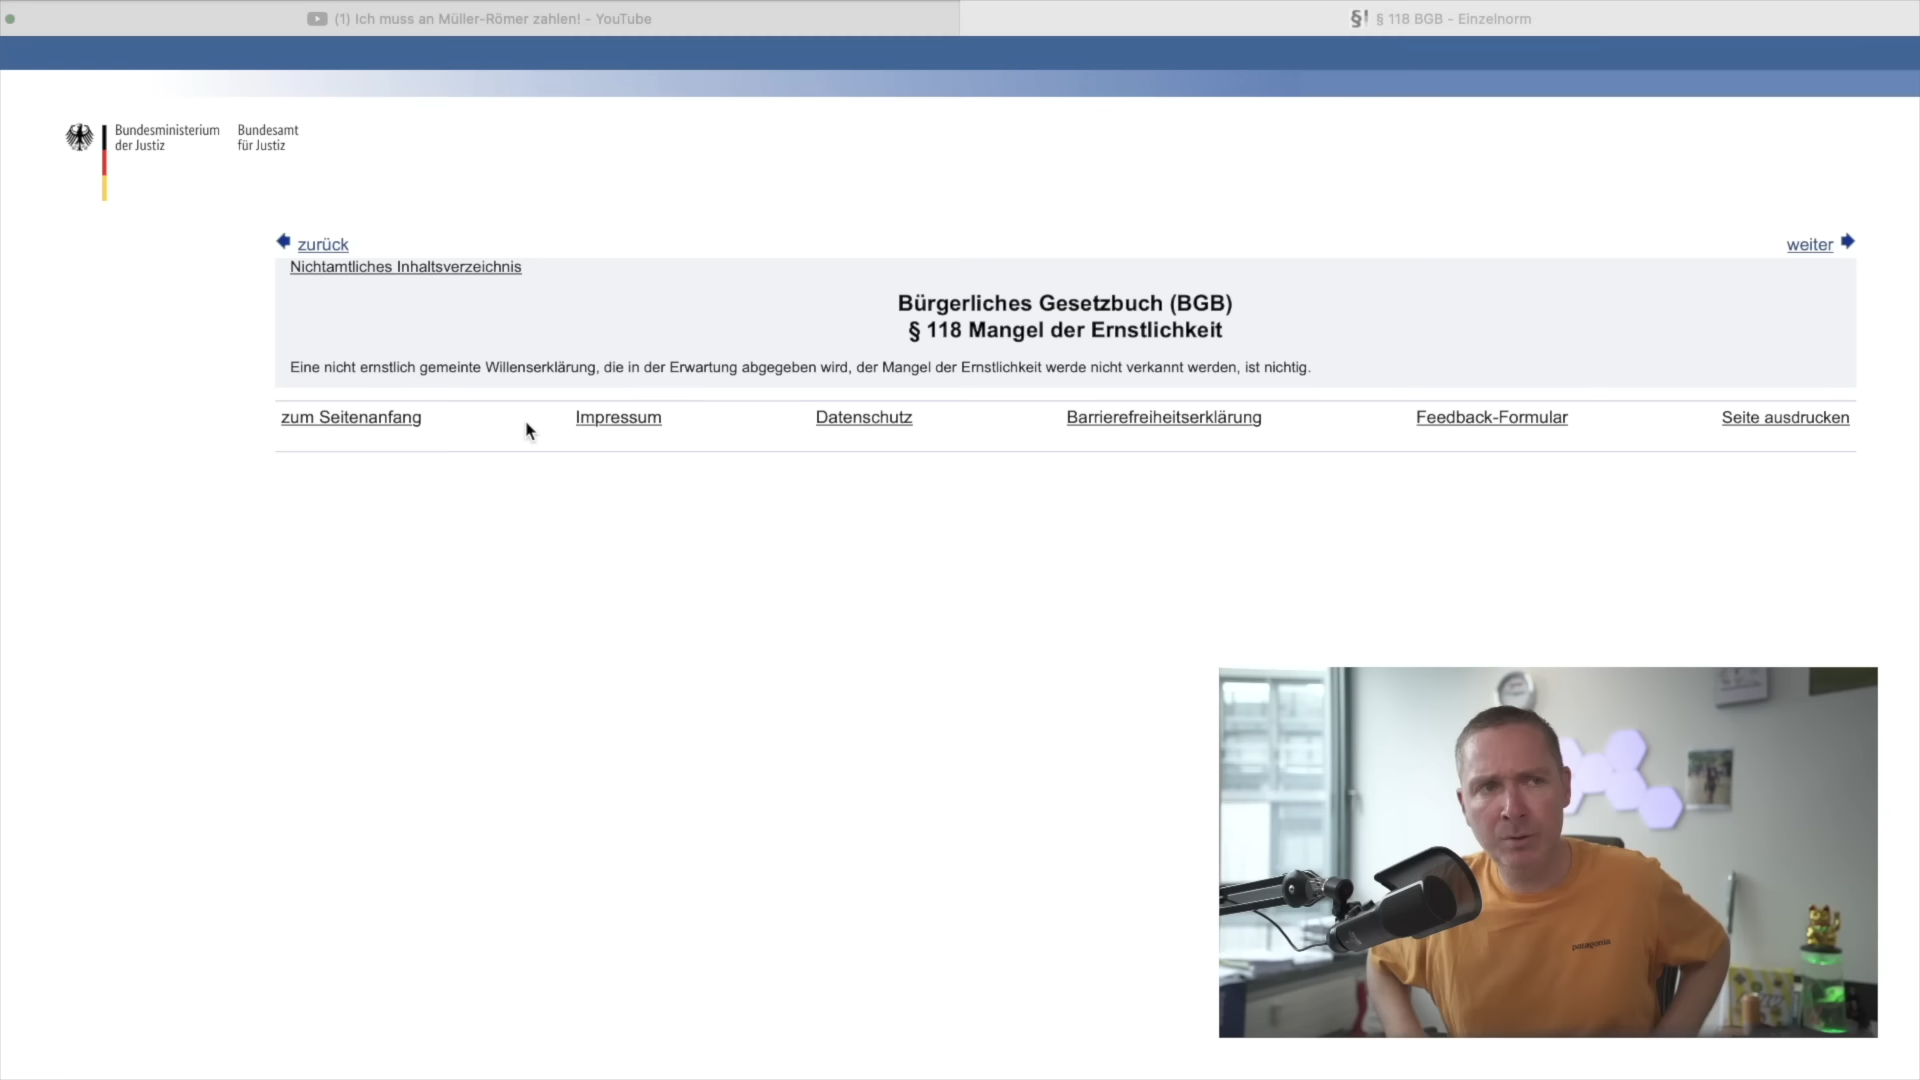 (1) Ich muss an Müller-Römer zahlen! - YouTube
§ 118 BGB - Einzelnorm
Bundesministerium der Justiz
Bundesamt für Justiz
zurück
weiter
Nichtamtliches Inhaltsverzeichnis
Bürgerliches Gesetzbuch (BGB)
§ 118 Mangel der Ernstlichkeit
Eine nicht ernstlich gemeinte Willenserklärung, die in der Erwartung abgegeben wird, der Mangel der Ernstlichkeit werde nicht verkannt werden, ist nichtig.
zum Seitenanfang Impressum Datenschutz Barrierefreiheitserklärung Feedback-Formular Seite ausdrucken
patagonia